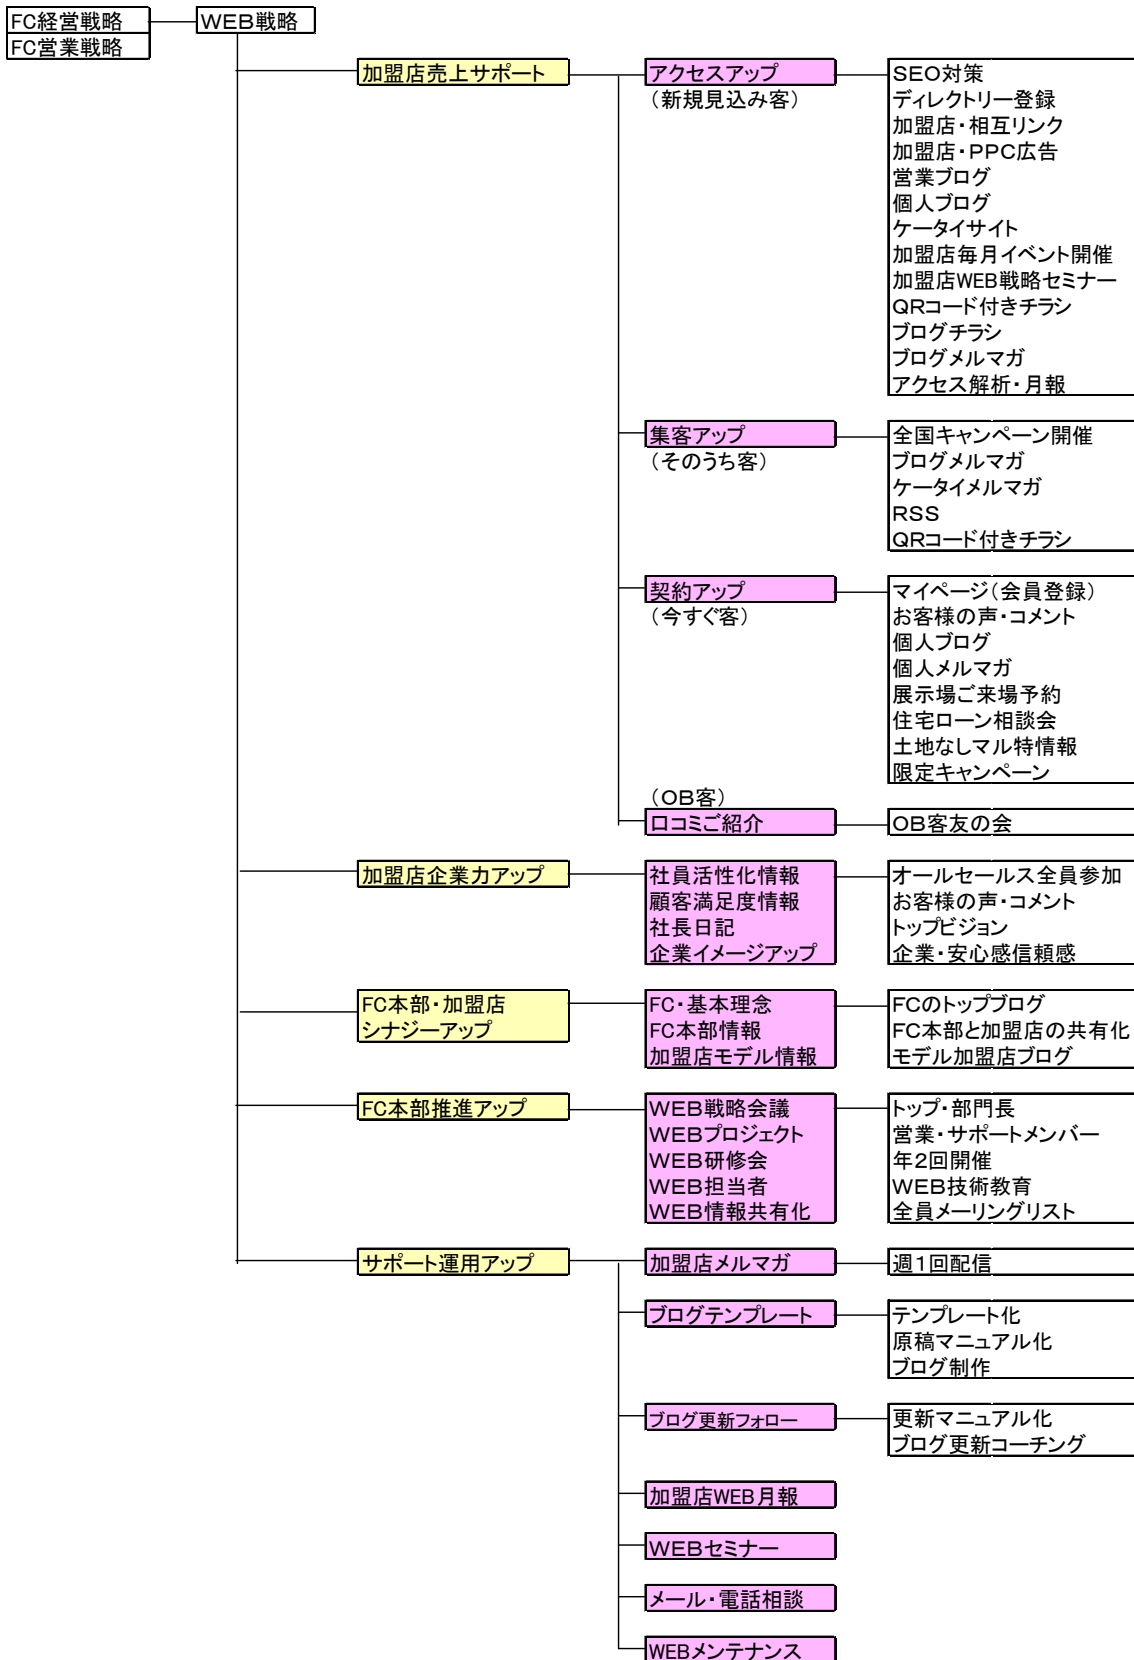 FC経営戦略
WEB戦略
FC営業戦略
加盟店売上サポート
アクセスアップ
(新規見込み客)
SEO対策
ディレクトリー登録
加盟店・相互リンク
加盟店・PPC広告
営業ブログ
個人ブログ
ケータイサイト
加盟店毎月イベント開催
加盟店WEB戦略セミナー
QRコード付きチラシ
ブログチラシ
ブログメルマガ
アクセス解析・月報
集客アップ
(そのうち客)
全国キャンペーン開催
ブログメルマガ
ケータイメルマガ
RSS
QRコード付きチラシ
契約アップ
(今すぐ客)
マイページ(会員登録)
お客様の声・コメント
個人ブログ
個人メルマガ
展示場ご来場予約
住宅ローン相談会
土地なしマル特情報
限定キャンペーン
(OB客)
口コミご紹介
OB客友の会
加盟店企業力アップ
社員活性化情報
顧客満足度情報
社長日記
企業イメージアップ
オールセールス全員参加
お客様の声・コメント
トップビジョン
企業・安心感信頼感
FC本部・加盟店
シナジーアップ
FC・基本理念
FC本部情報
加盟店モデル情報
FCのトップブログ
FC本部と加盟店の共有化
モデル加盟店ブログ
FC本部推進アップ
WEB戦略会議
WEBプロジェクト
WEB研修会
WEB担当者
WEB情報共有化
トップ・部門長
営業・サポートメンバー
年2回開催
WEB技術教育
全員メーリングリスト
サポート運用アップ
加盟店メルマガ
週1回配信
ブログテンプレート
テンプレート化
原稿マニュアル化
ブログ制作
ブログ更新フォロー
更新マニュアル化
ブログ更新コーチング
加盟店WEB月報
WEBセミナー
メール・電話相談
WEBメンテナンス